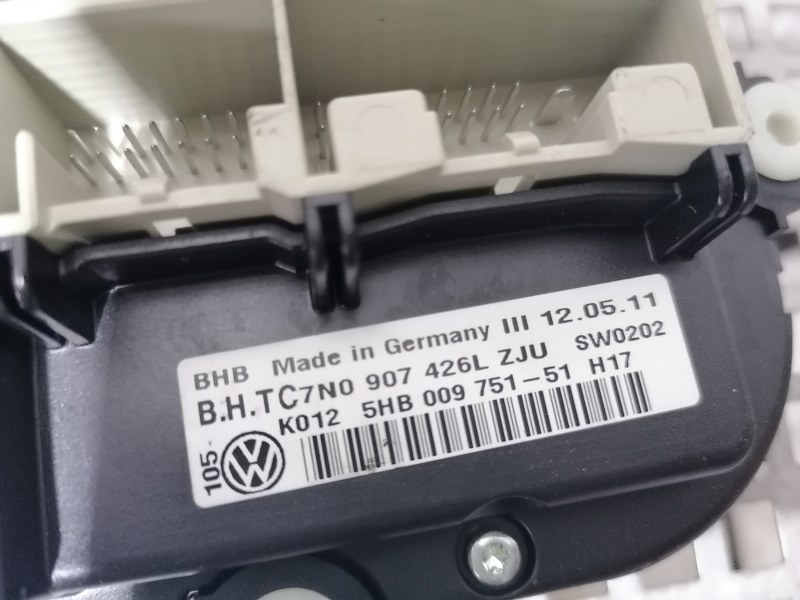 BHB Made in Germany III 12.05.11
B.H.TC7N0 907 426L ZJU SW0202
K012 5HB 009 751-51 H17
105-